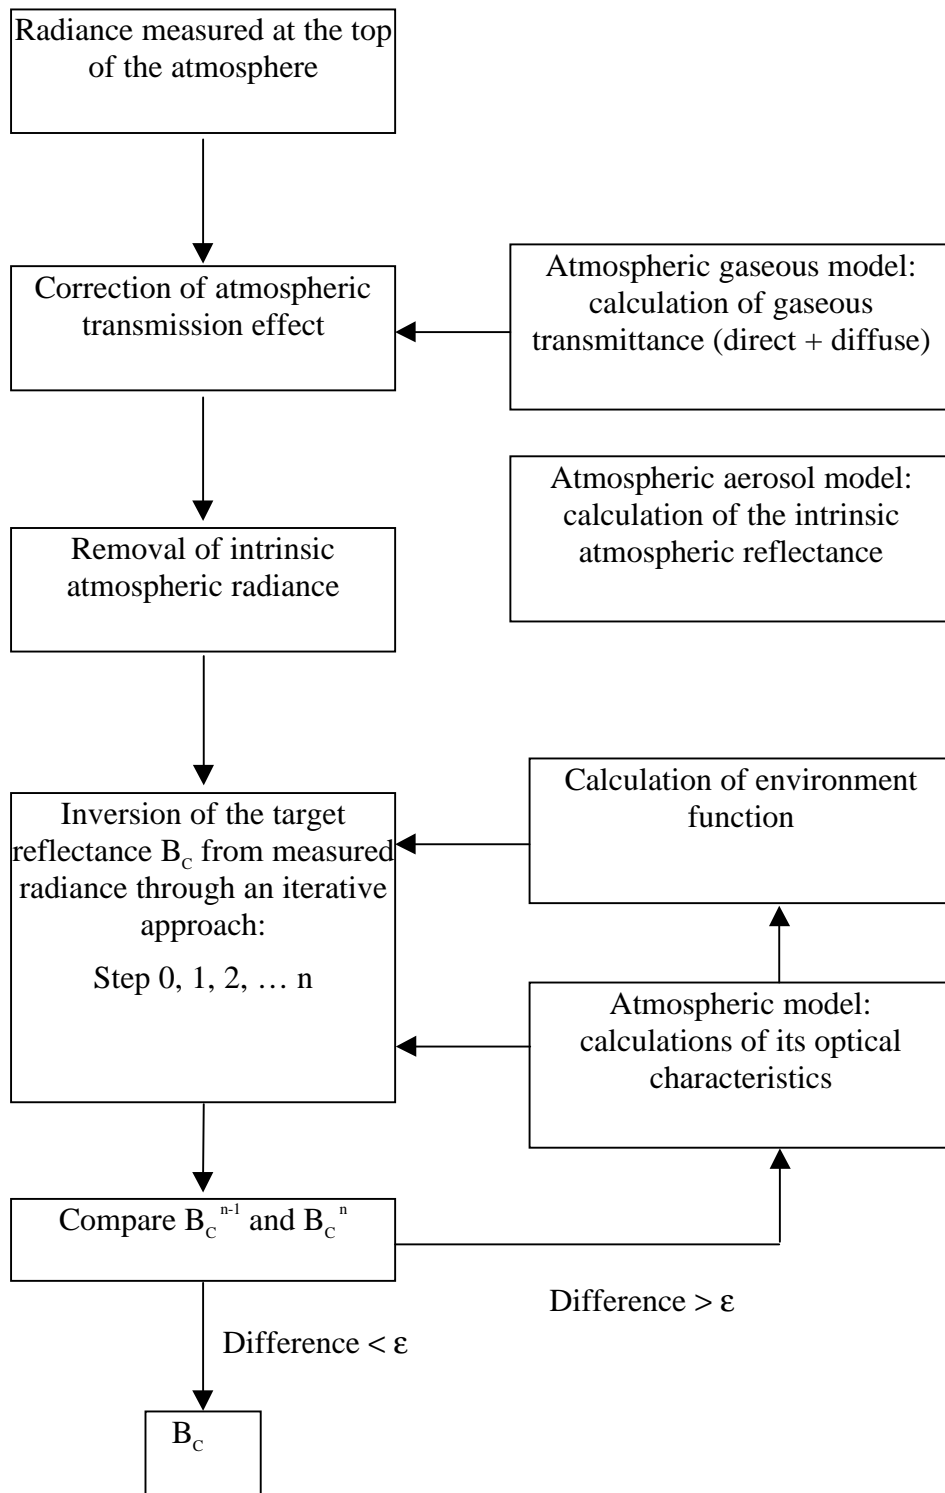 Radiance measured at the top
of the atmosphere
Correction of atmospheric
transmission effect
Atmospheric gaseous model:
calculation of gaseous
transmittance (direct + diffuse)
Atmospheric aerosol model:
calculation of the intrinsic
atmospheric reflectance
Removal of intrinsic
atmospheric radiance
Inversion of the target
reflectance B_C from measured
radiance through an iterative
approach:
Step 0, 1, 2, … n
Calculation of environment
function
Atmospheric model:
calculations of its optical
characteristics
Compare B_C^n-1 and B_C^n
Difference > ε
Difference < ε
B_C